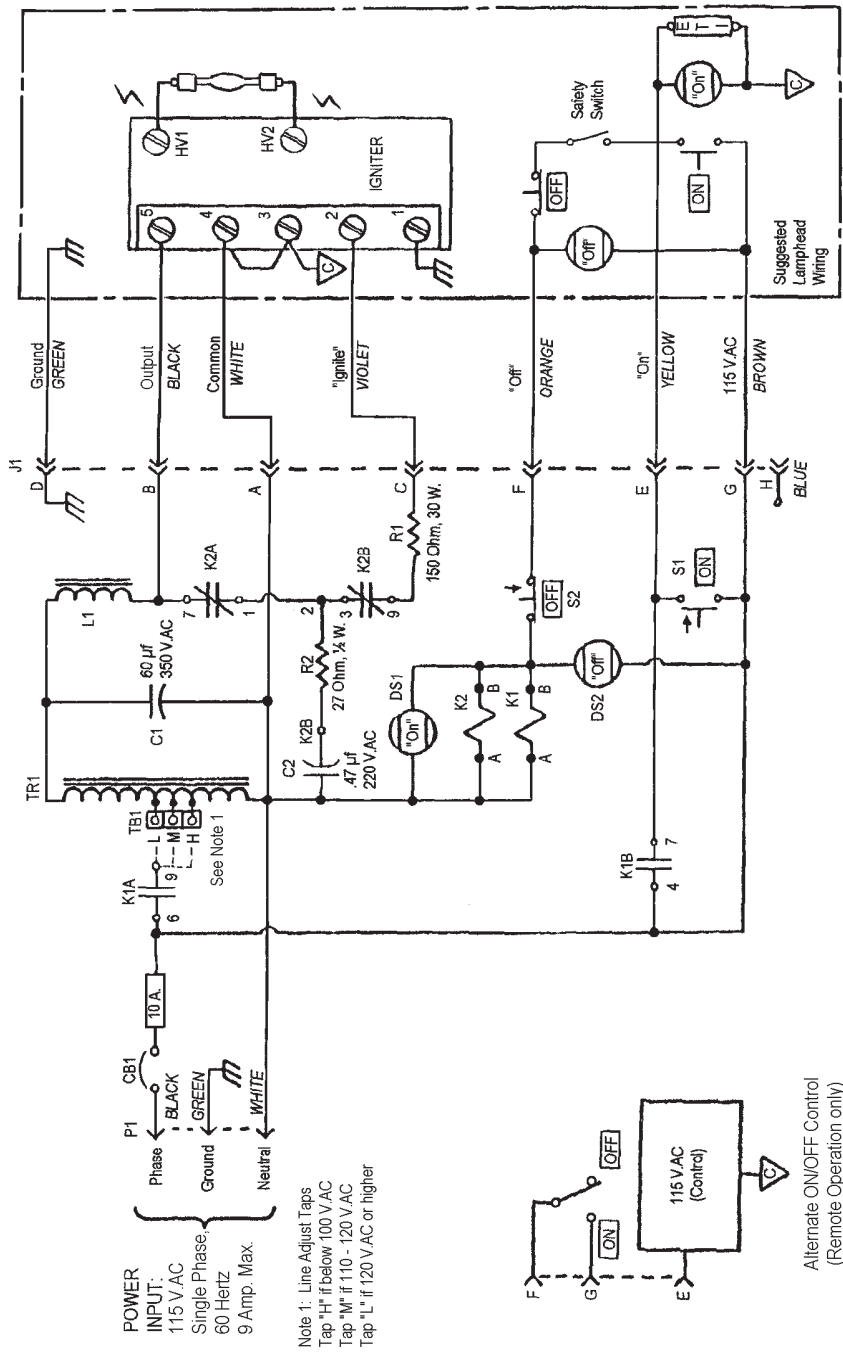 POWER
INPUT:
115 V.AC
Single Phase,
60 Hertz
9 Amp. Max.
Phase
Ground
Neutral
P1
CB1
BLACK
GREEN
WHITE
10 A.
K1A
6
9
TB1
L
M
H
See Note 1
TR1
C1
60 µf
350 V.AC
L1
7
K2A
1
2
3
K2B
9
R1
150 Ohm, 30 W.
R2
27 Ohm, ½ W.
K2B
C2
.47 µf
220 V.AC
DS1
"On"
K2
A
B
K1
A
B
OFF
S2
DS2
"Off"
K1B
4
7
S1
ON
J1
D
B
A
C
F
E
G
H
Ground
GREEN
Output
BLACK
Common
WHITE
"Ignite"
VIOLET
"Off"
ORANGE
"On"
YELLOW
115 V.AC
BROWN
BLUE
5
4
3
2
1
C
HV1
HV2
IGNITER
OFF
Safety
Switch
ON
"Off"
"On"
E
T
I
C
Suggested
Lamphead
Wiring
Note 1: Line Adjust Taps
Tap "H" if below 100 V.AC
Tap "M" if 110 - 120 V.AC
Tap "L" if 120 V.AC or higher
F
G
E
OFF
ON
115 V.AC
(Control)
C
Alternate ON/OFF Control
(Remote Operation only)